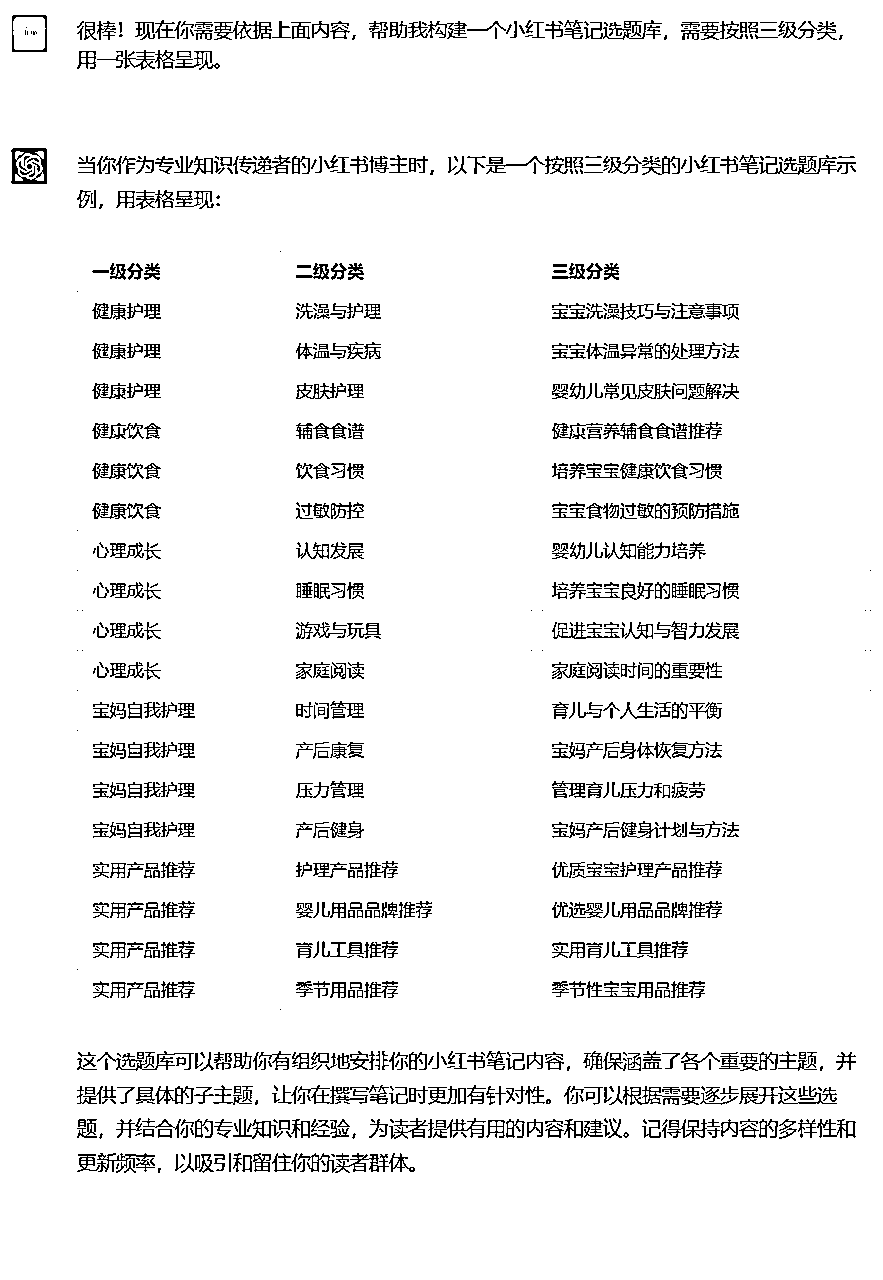 很棒！现在你需要依据上面内容，帮助我构建一个小红书笔记选题库，需要按照三级分类，
用一张表格呈现。
当你作为专业知识传递者的小红书博主时，以下是一个按照三级分类的小红书笔记选题库示
例，用表格呈现：
一级分类 二级分类 三级分类
健康护理 洗澡与护理 宝宝洗澡技巧与注意事项
健康护理 体温与疾病 宝宝体温异常的处理方法
健康护理 皮肤护理 婴幼儿常见皮肤问题解决
健康饮食 辅食食谱 健康营养辅食食谱推荐
健康饮食 饮食习惯 培养宝宝健康饮食习惯
健康饮食 过敏防控 宝宝食物过敏的预防措施
心理成长 认知发展 婴幼儿认知能力培养
心理成长 睡眠习惯 培养宝宝良好的睡眠习惯
心理成长 游戏与玩具 促进宝宝认知与智力发展
心理成长 家庭阅读 家庭阅读时间的重要性
宝妈自我护理 时间管理 育儿与个人生活的平衡
宝妈自我护理 产后康复 宝妈产后身体恢复方法
宝妈自我护理 压力管理 管理育儿压力和疲劳
宝妈自我护理 产后健身 宝妈产后健身计划与方法
实用产品推荐 护理产品推荐 优质宝宝护理产品推荐
实用产品推荐 婴儿用品品牌推荐 优选婴儿用品品牌推荐
实用产品推荐 育儿工具推荐 实用育儿工具推荐
实用产品推荐 季节用品推荐 季节性宝宝用品推荐
这个选题库可以帮助你有组织地安排你的小红书笔记内容，确保涵盖了各个重要的主题，并
提供了具体的子主题，让你在撰写笔记时更加有针对性。你可以根据需要逐步展开这些选
题，并结合你的专业知识和经验，为读者提供有用的内容和建议。记得保持内容的多样性和
更新频率，以吸引和留住你的读者群体。